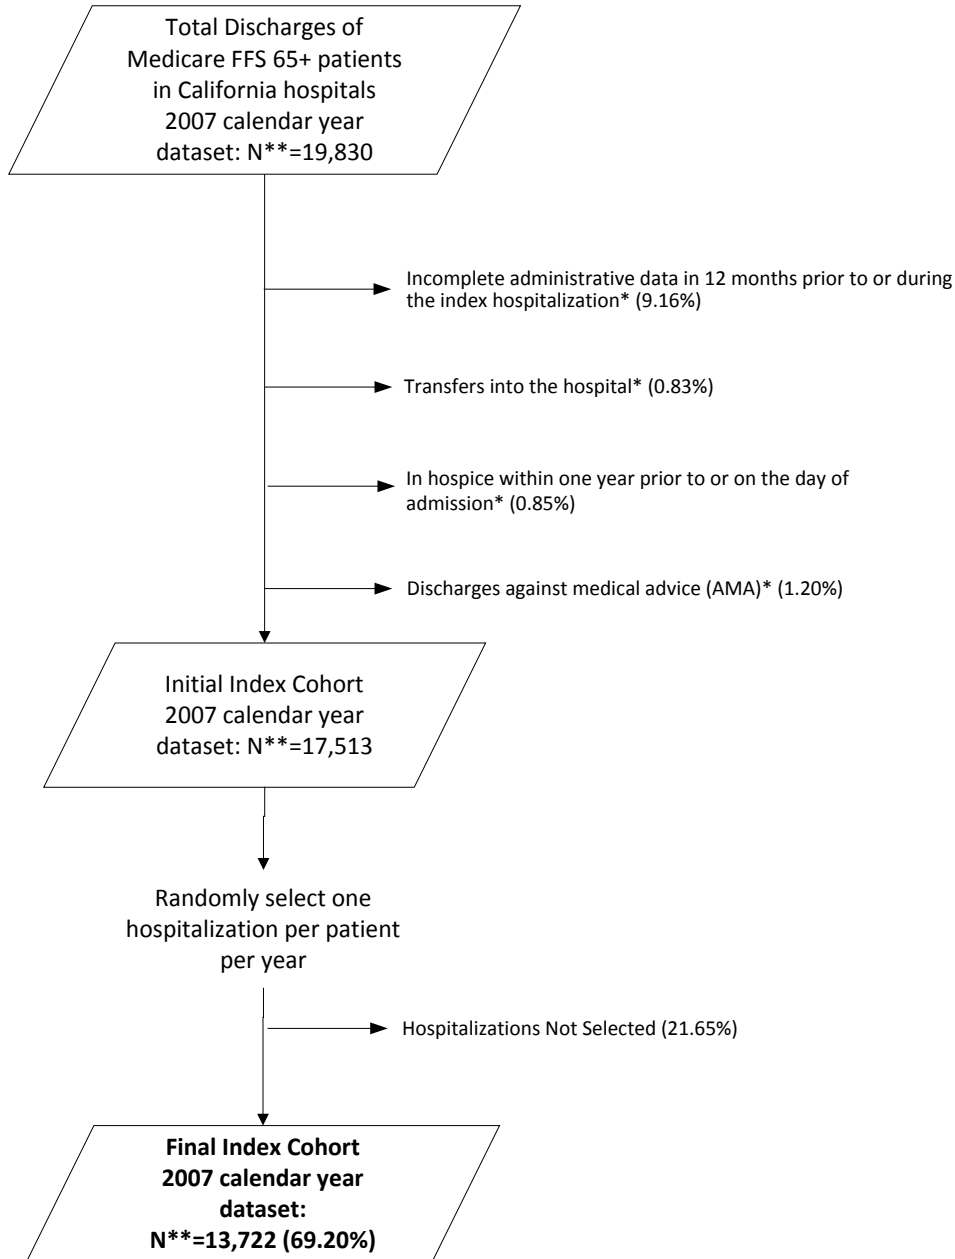 Total Discharges of
Medicare FFS 65+ patients
in California hospitals
2007 calendar year
dataset: N**=19,830
Incomplete administrative data in 12 months prior to or during
the index hospitalization* (9.16%)
Transfers into the hospital* (0.83%)
In hospice within one year prior to or on the day of
admission* (0.85%)
Discharges against medical advice (AMA)* (1.20%)
Initial Index Cohort
2007 calendar year
dataset: N**=17,513
Randomly select one
hospitalization per patient
per year
Hospitalizations Not Selected (21.65%)
Final Index Cohort
2007 calendar year
dataset:
N**=13,722 (69.20%)